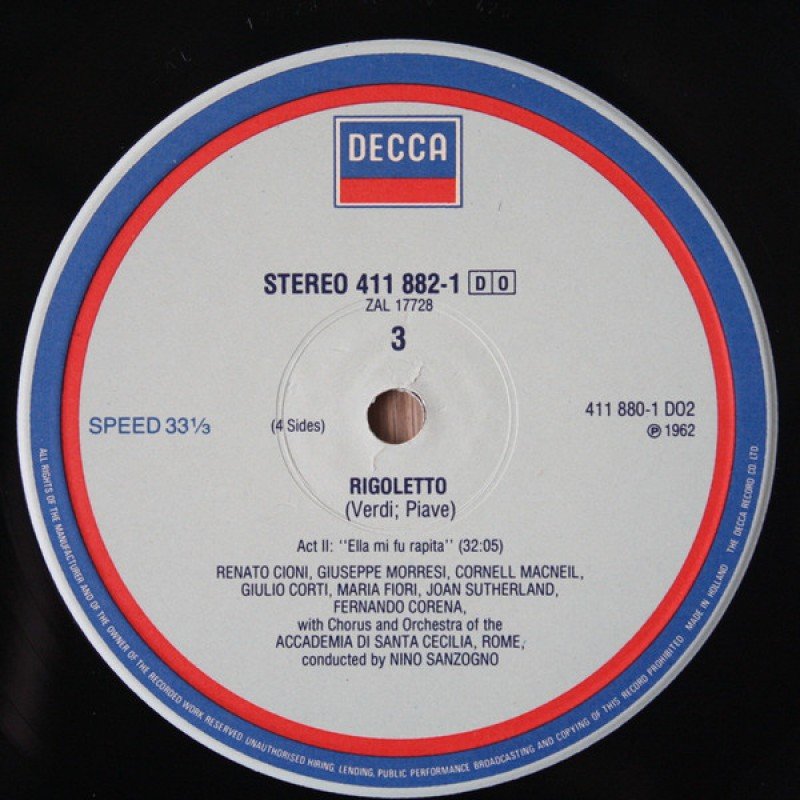 DECCA
STEREO 411 882-1 D O
ZAL 17728
3
SPEED 33⅓
(4 Sides)
411 880-1 DO2
℗ 1962
RIGOLETTO
(Verdi; Piave)
Act II: ‘‘Ella mi fu rapita’’ (32:05)
RENATO CIONI, GIUSEPPE MORRESI, CORNELL MACNEIL,
GIULIO CORTI, MARIA FIORI, JOAN SUTHERLAND,
FERNANDO CORENA,
with Chorus and Orchestra of the
ACCADEMIA DI SANTA CECILIA, ROME,
conducted by NINO SANZOGNO
ALL RIGHTS OF THE MANUFACTURER AND OF THE OWNER OF THE RECORDED WORK RESERVED UNAUTHORISED HIRING, LENDING, PUBLIC PERFORMANCE BROADCASTING AND COPYING OF THIS RECORD PROHIBITED MADE IN HOLLAND THE DECCA RECORD CO. LTD